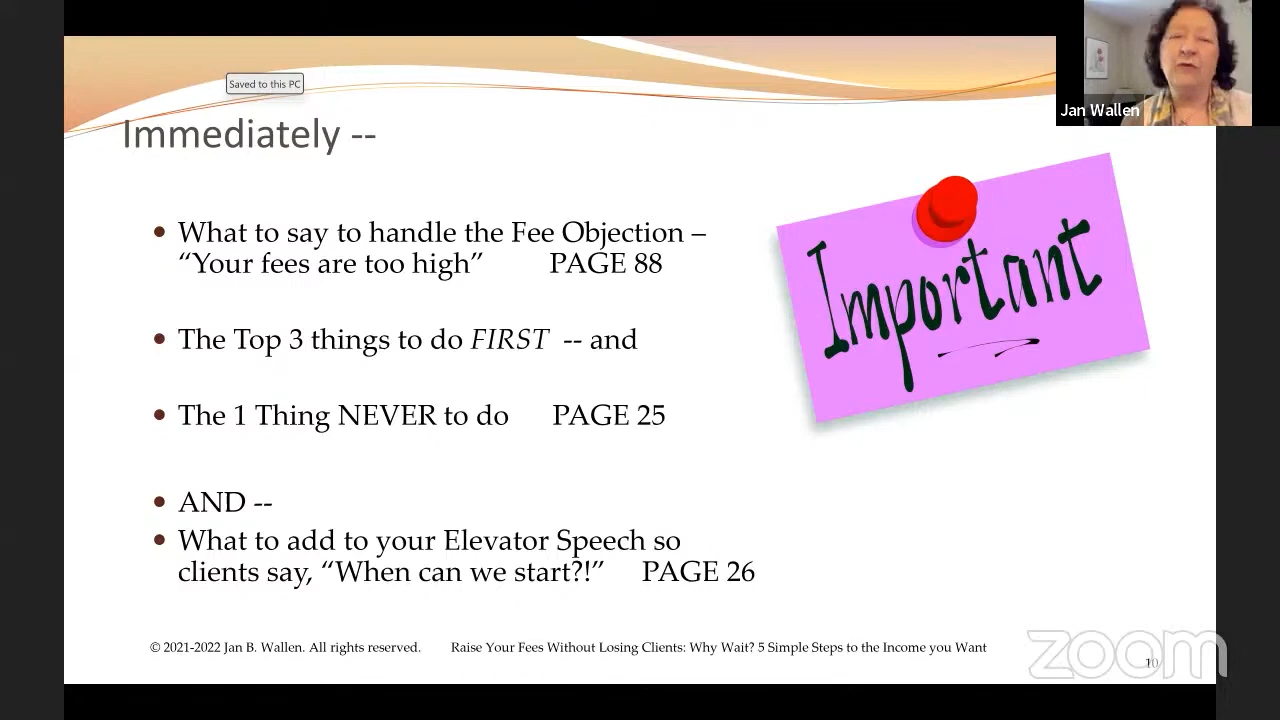 Saved to this PC
Jan Wallen
Immediately --
• What to say to handle the Fee Objection –
“Your fees are too high” PAGE 88
Important
• The Top 3 things to do FIRST -- and
• The 1 Thing NEVER to do PAGE 25
• AND --
• What to add to your Elevator Speech so
clients say, “When can we start?!” PAGE 26
© 2021-2022 Jan B. Wallen. All rights reserved. Raise Your Fees Without Losing Clients: Why Wait? 5 Simple Steps to the Income you Want
zoom
10